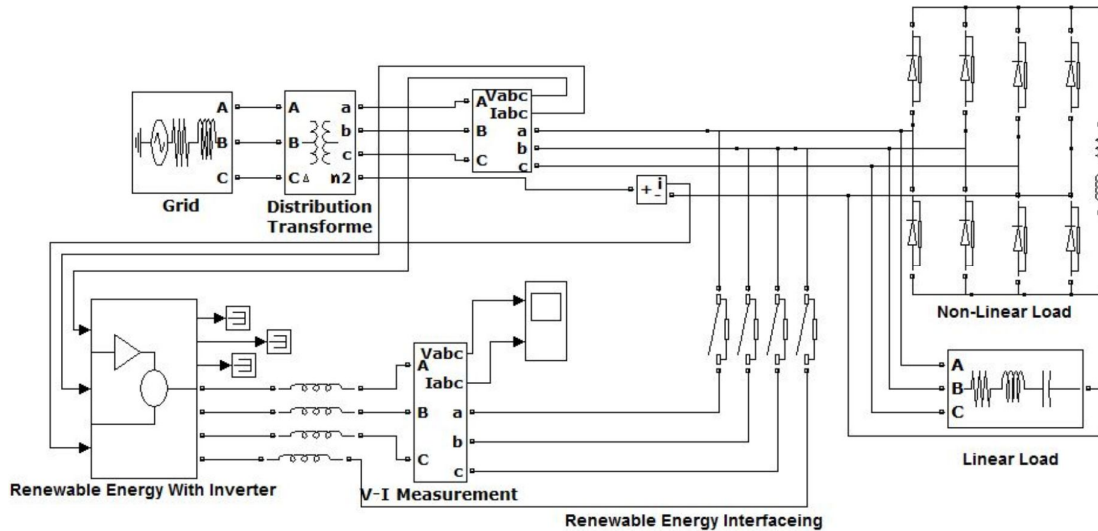 Vabc
Iabc
A
B
C
a
b
c
A
B
C
A
B
C
a
b
c
n2
Grid
Distribution
Transforme
+
-
i
Non-Linear Load
Vabc
Iabc
A
B
C
a
b
c
A
B
C
Linear Load
Renewable Energy With Inverter
V-I Measurement
Renewable Energy Interfaceing